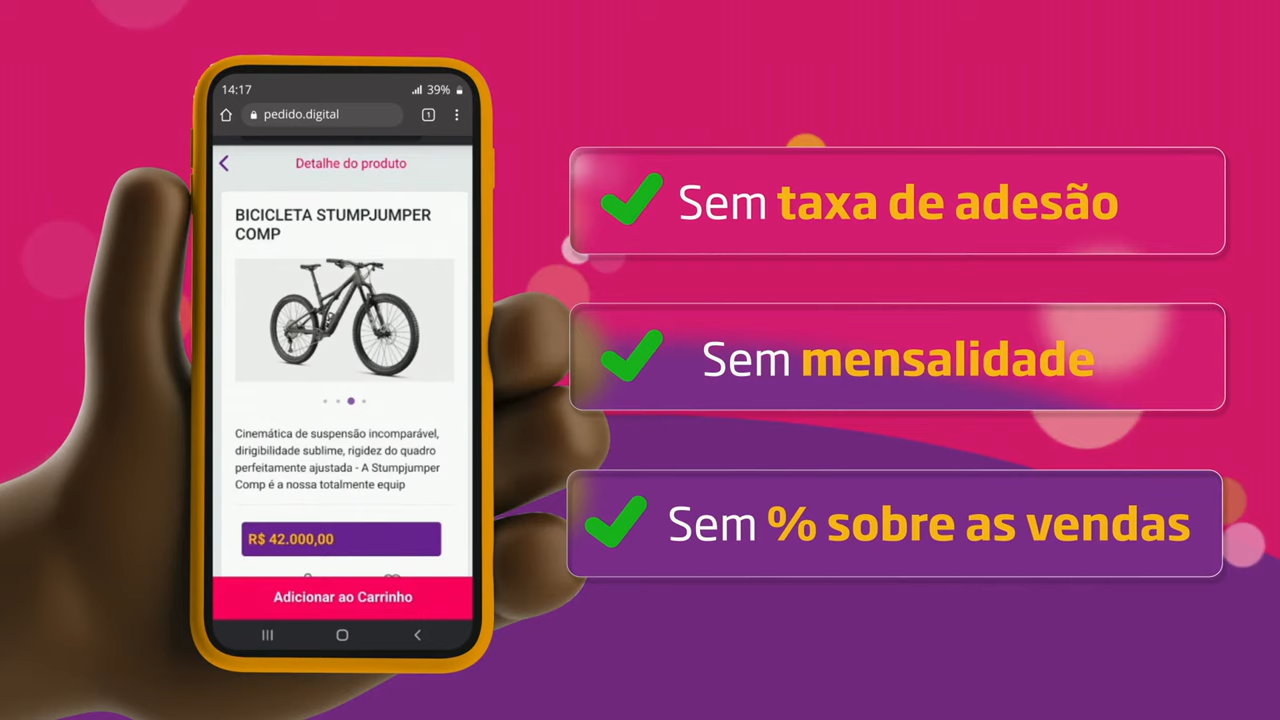 14:17
39%
pedido.digital
1
Detalhe do produto
BICICLETA STUMPJUMPER
COMP
Cinemática de suspensão incomparável,
dirigibilidade sublime, rigidez do quadro
perfeitamente ajustada - A Stumpjumper
Comp é a nossa totalmente equip
R$ 42.000,00
Adicionar ao Carrinho
Sem taxa de adesão
Sem mensalidade
Sem % sobre as vendas